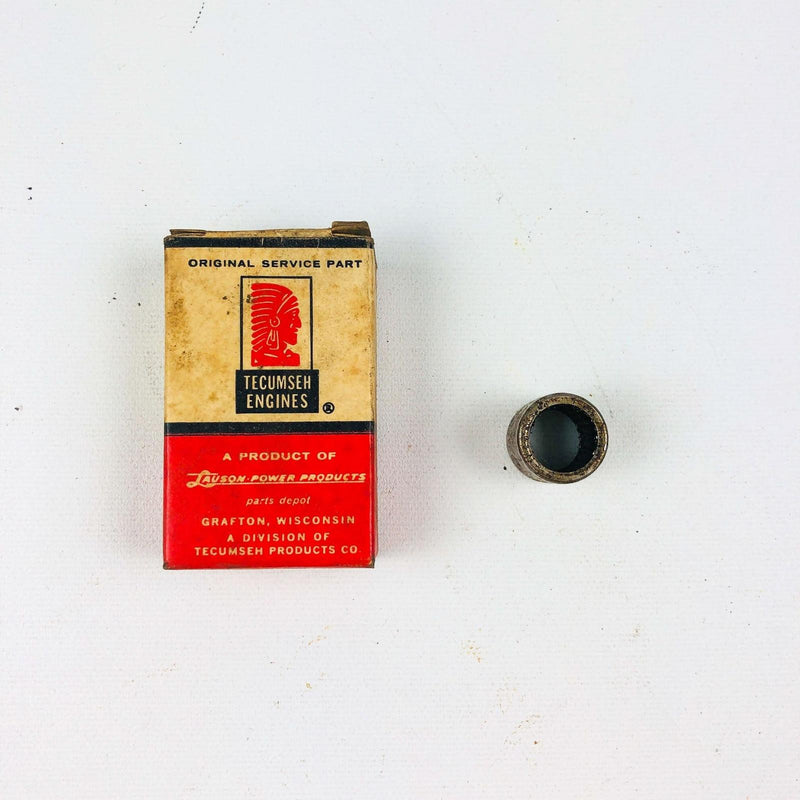 ORIGINAL SERVICE PART
TECUMSEH
ENGINES ®
A PRODUCT OF
LAUSON-POWER PRODUCTS
parts depot
GRAFTON, WISCONSIN
A DIVISION OF
TECUMSEH PRODUCTS CO.